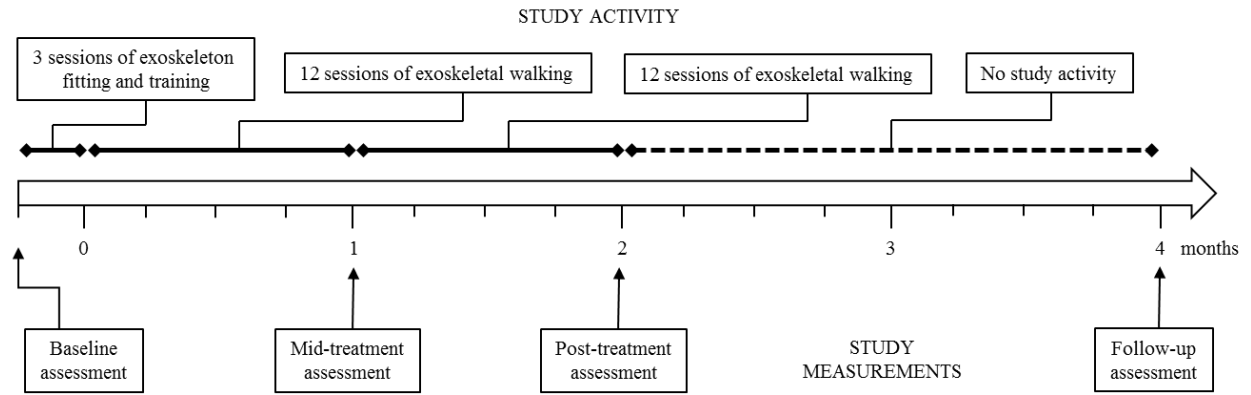 STUDY ACTIVITY
3 sessions of exoskeleton
fitting and training
12 sessions of exoskeletal walking
12 sessions of exoskeletal walking
No study activity
0 1 2 3 4 months
Baseline
assessment
Mid-treatment
assessment
Post-treatment
assessment
STUDY
MEASUREMENTS
Follow-up
assessment